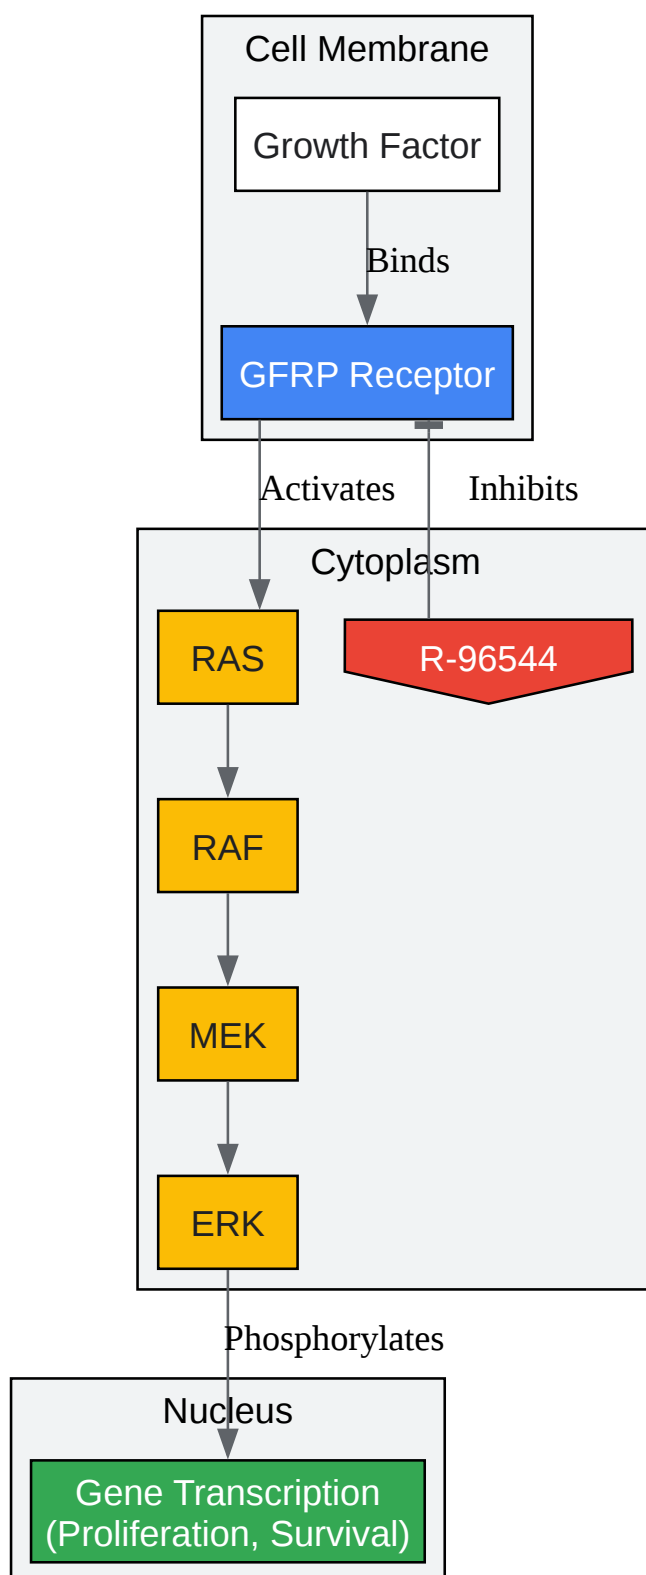 Cell Membrane
Growth Factor
Binds
GFRP Receptor
Activates
Inhibits
Cytoplasm
RAS
R-96544
RAF
MEK
ERK
Phosphorylates
Nucleus
Gene Transcription
(Proliferation, Survival)